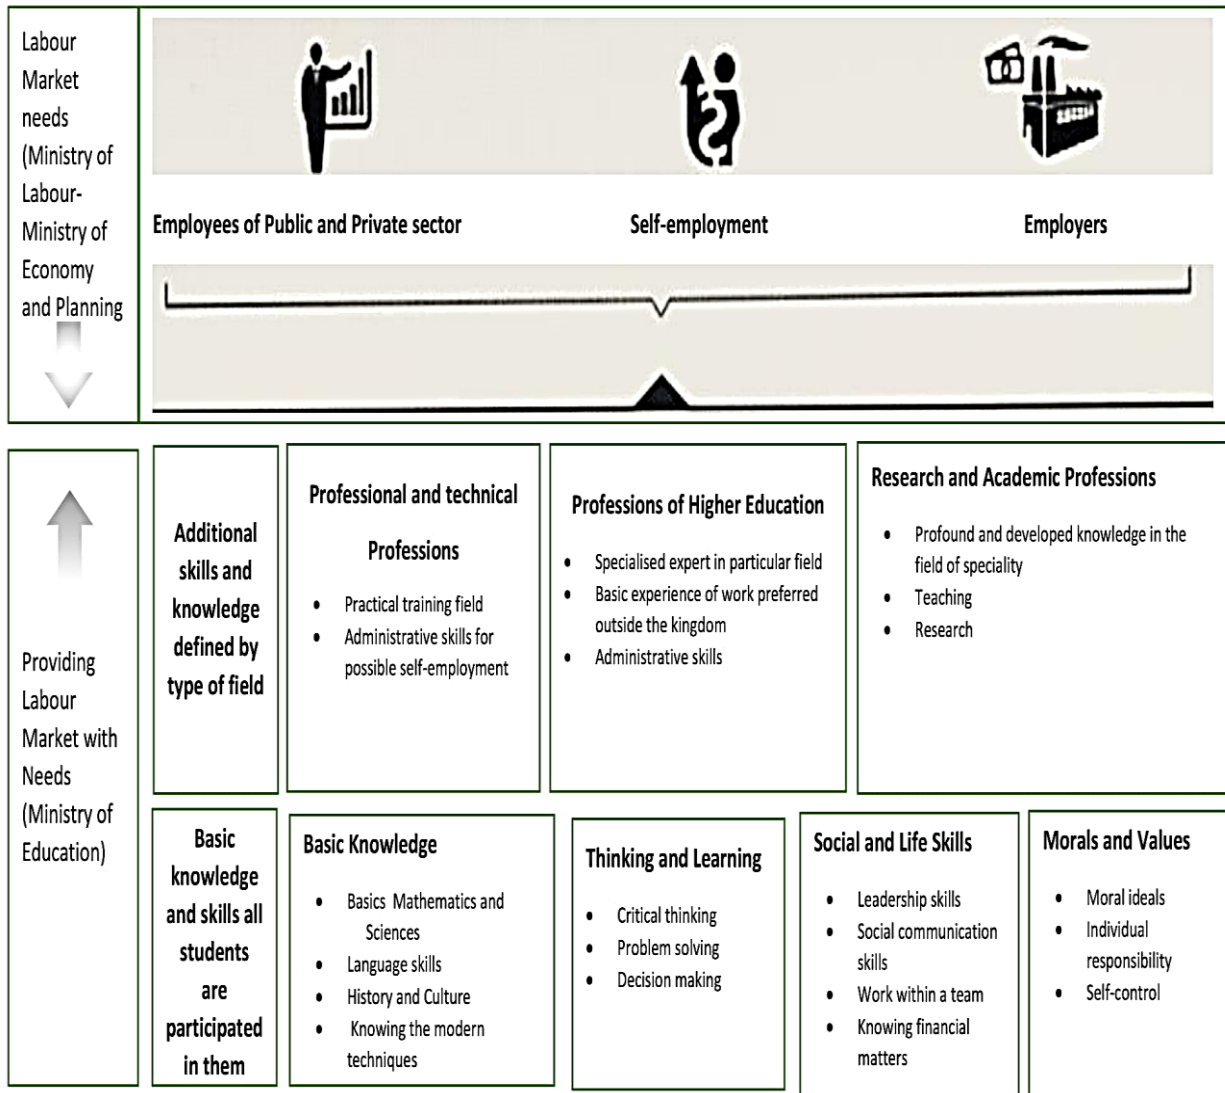 Labour
Market
needs
(Ministry of
Labour-
Ministry of
Economy
and Planning
Employees of Public and Private sector
Self-employment
Employers
Providing
Labour
Market with
Needs
(Ministry of
Education)
Additional
skills and
knowledge
defined by
type of field
Professional and technical
Professions
• Practical training field
• Administrative skills for
possible self-employment
Professions of Higher Education
• Specialised expert in particular field
• Basic experience of work preferred
outside the kingdom
• Administrative skills
Research and Academic Professions
• Profound and developed knowledge in the
field of speciality
• Teaching
• Research
Basic
knowledge
and skills all
students
are
participated
in them
Basic Knowledge
• Basics Mathematics and
Sciences
• Language skills
• History and Culture
• Knowing the modern
techniques
Thinking and Learning
• Critical thinking
• Problem solving
• Decision making
Social and Life Skills
• Leadership skills
• Social communication
skills
• Work within a team
• Knowing financial
matters
Morals and Values
• Moral ideals
• Individual
responsibility
• Self-control